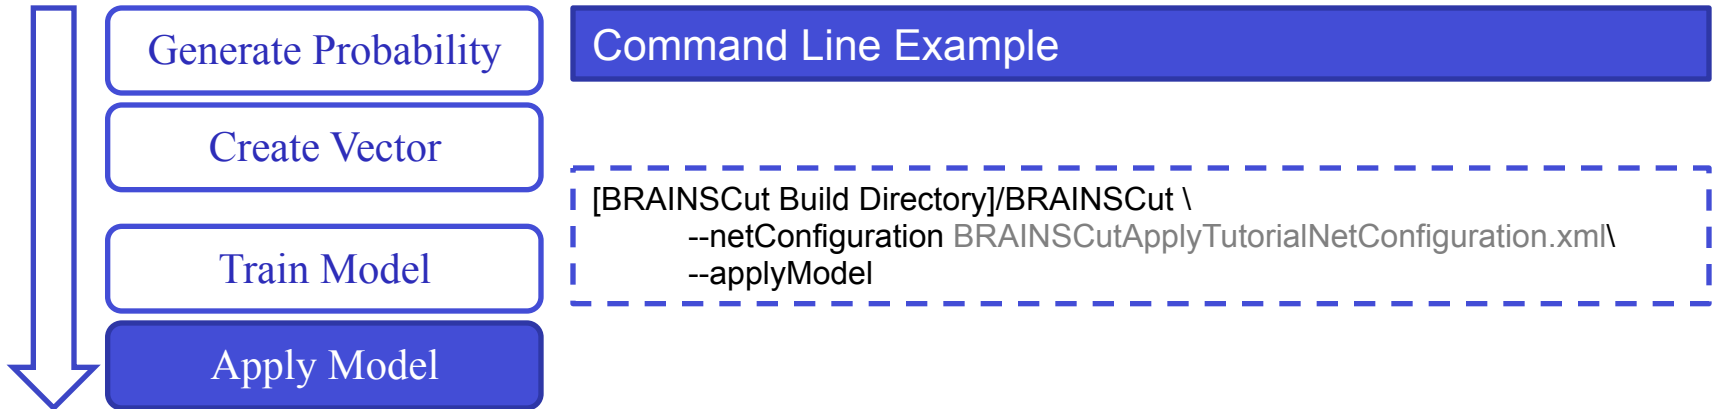 Generate Probability
Create Vector
Train Model
Apply Model
Command Line Example
[BRAINSCut Build Directory]/BRAINSCut \
--netConfiguration BRAINSCutApplyTutorialNetConfiguration.xml\
--applyModel